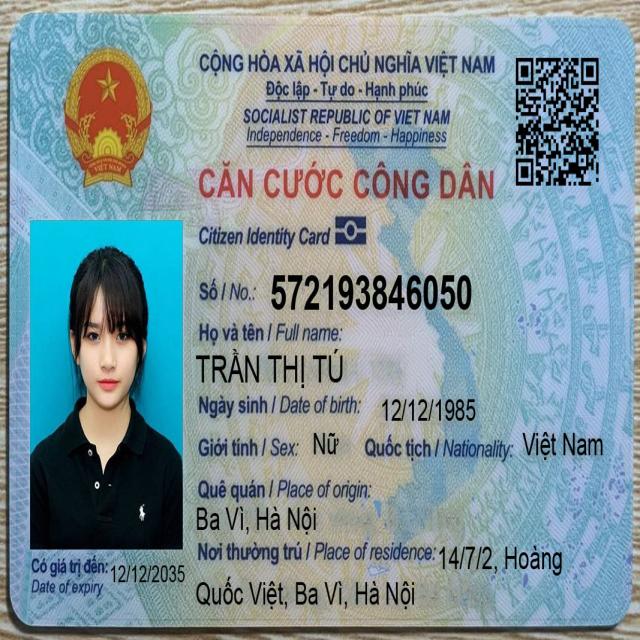 CỘNG HÒA XÃ HỘI CHỦ NGHĨA VIỆT NAM
Độc lập - Tự do - Hạnh phúc
SOCIALIST REPUBLIC OF VIET NAM
Independence - Freedom - Happiness
CĂN CƯỚC CÔNG DÂN
Citizen Identity Card
Số / No.: 572193846050
Họ và tên / Full name:
TRẦN THỊ TÚ
Ngày sinh / Date of birth: 12/12/1985
Giới tính / Sex: Nữ Quốc tịch / Nationality: Việt Nam
Quê quán / Place of origin:
Ba Vì, Hà Nội
Nơi thường trú / Place of residence: 14/7/2, Hoàng
Quốc Việt, Ba Vì, Hà Nội
Có giá trị đến: 12/12/2035
Date of expiry
VIỆT NAM